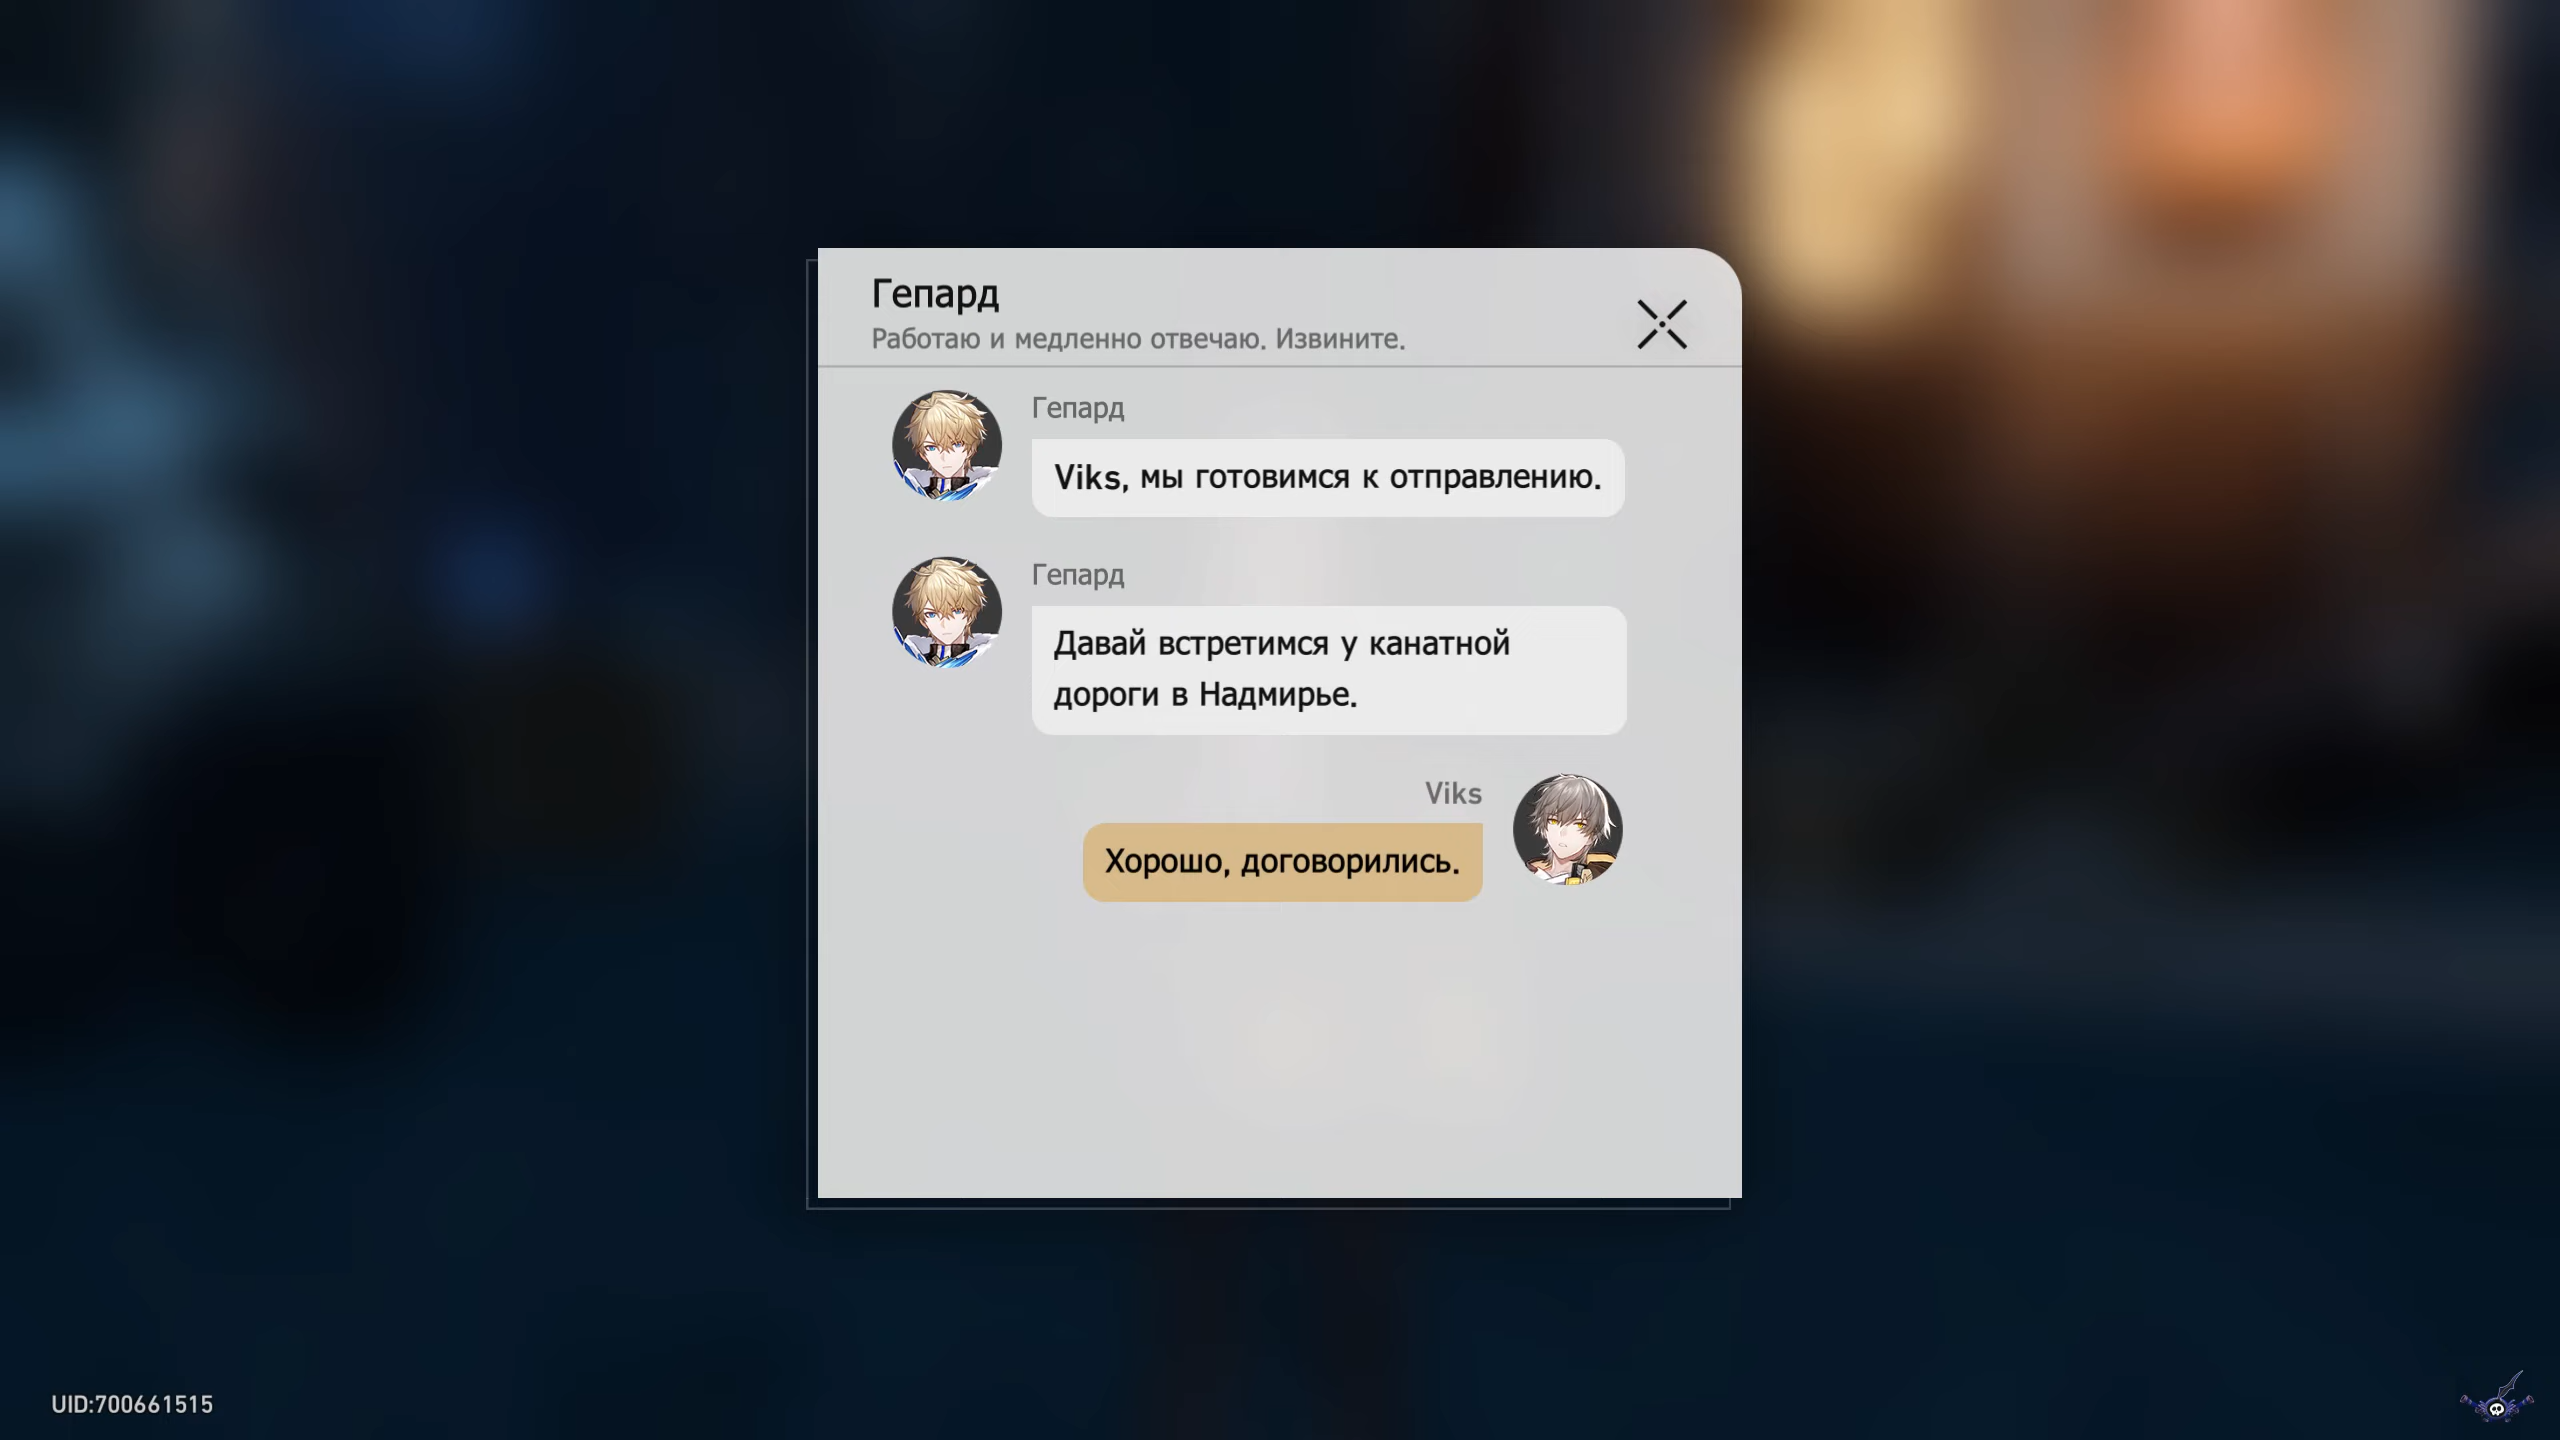 Гепард
Работаю и медленно отвечаю. Извините.
Гепард
Viks, мы готовимся к отправлению.
Гепард
Давай встретимся у канатной
дороги в Надмирье.
Viks
Хорошо, договорились.
UID:700661515